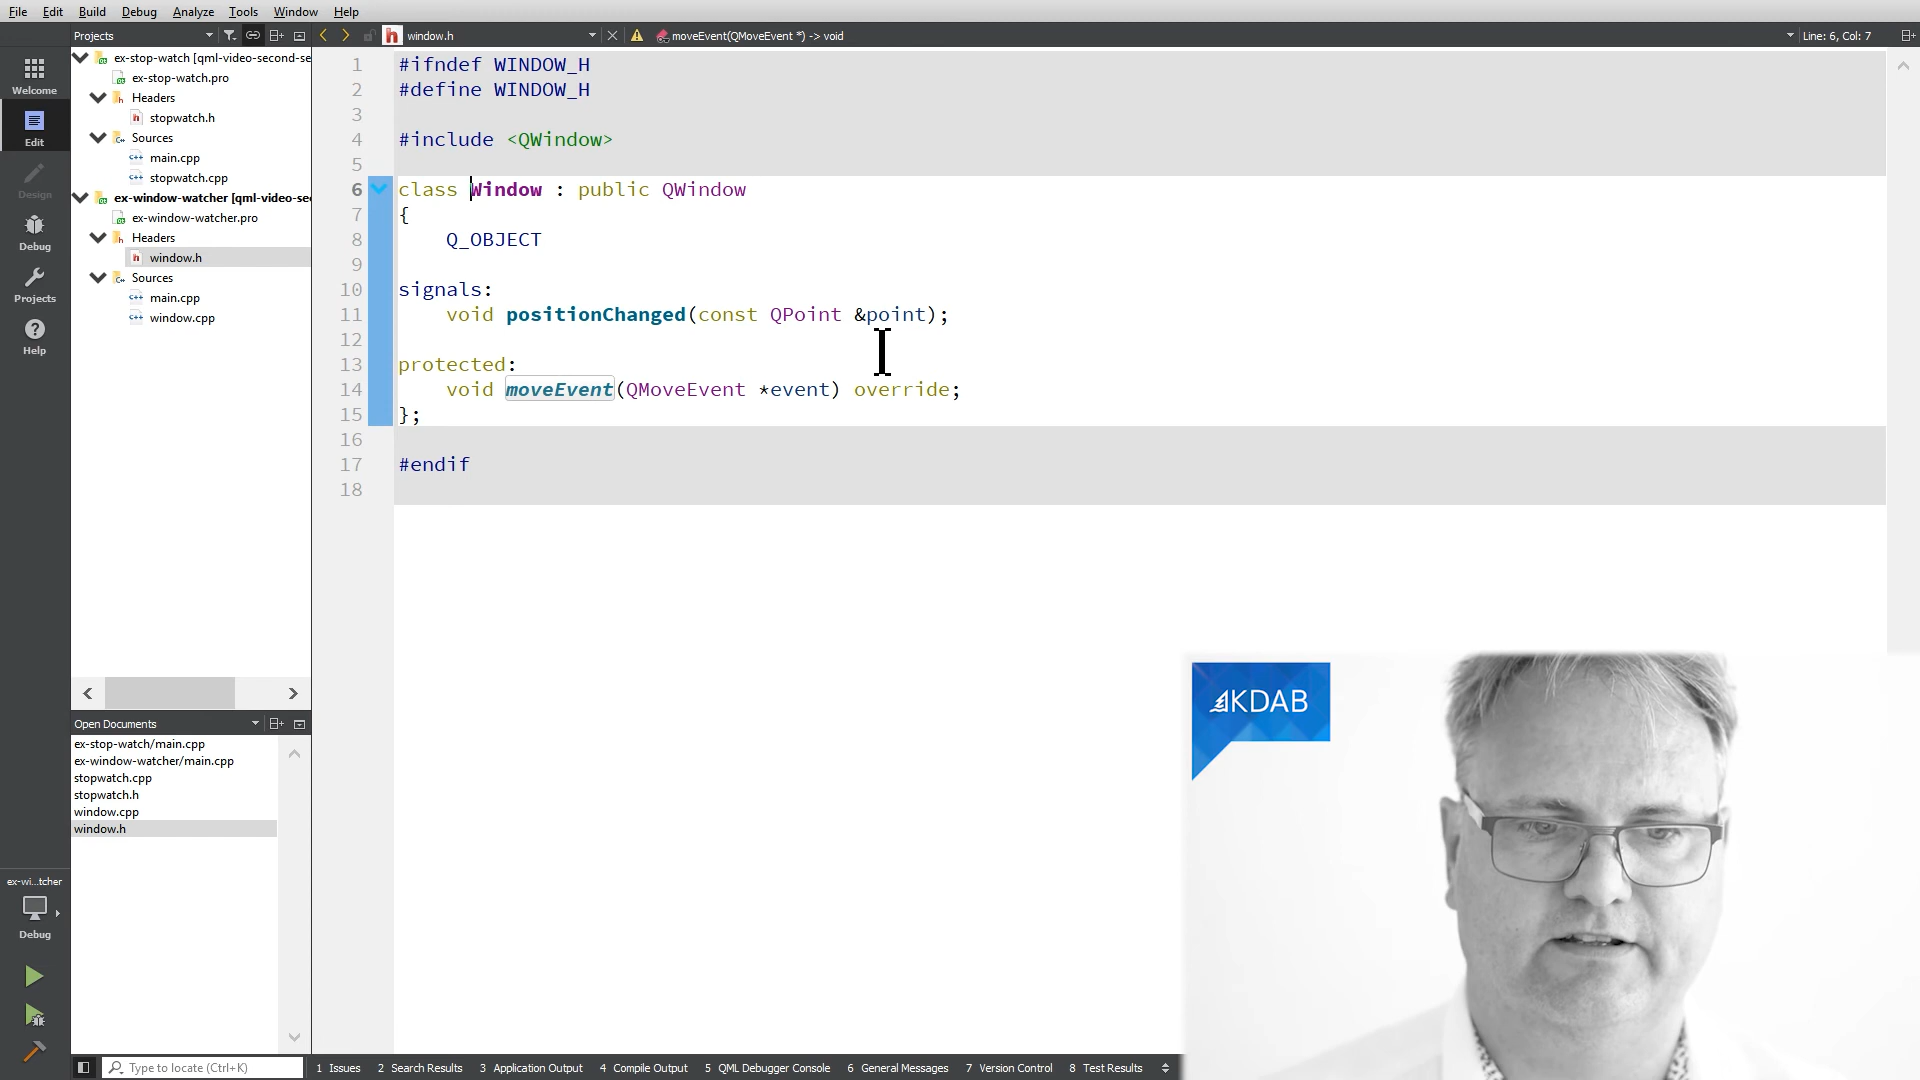 File Edit Build Debug Analyze Tools Window Help
Projects
window.h
moveEvent(QMoveEvent *) -> void
Line: 6, Col: 7
Welcome
Edit
Design
Debug
Projects
Help
ex-stop-watch [qml-video-second-se
ex-stop-watch.pro
Headers
stopwatch.h
Sources
main.cpp
stopwatch.cpp
ex-window-watcher [qml-video-se
ex-window-watcher.pro
Headers
window.h
Sources
main.cpp
window.cpp
1 #ifndef WINDOW_H
2 #define WINDOW_H
3
4 #include <QWindow>
5
6 class Window : public QWindow
7 {
8 Q_OBJECT
9
10 signals:
11 void positionChanged(const QPoint &point);
12
13 protected:
14 void moveEvent(QMoveEvent *event) override;
15 };
16
17 #endif
18
Open Documents
ex-stop-watch/main.cpp
ex-window-watcher/main.cpp
stopwatch.cpp
stopwatch.h
window.cpp
window.h
ex-wi...tcher
Debug
KDAB
Type to locate (Ctrl+K)
1 Issues 2 Search Results 3 Application Output 4 Compile Output 5 QML Debugger Console 6 General Messages 7 Version Control 8 Test Results